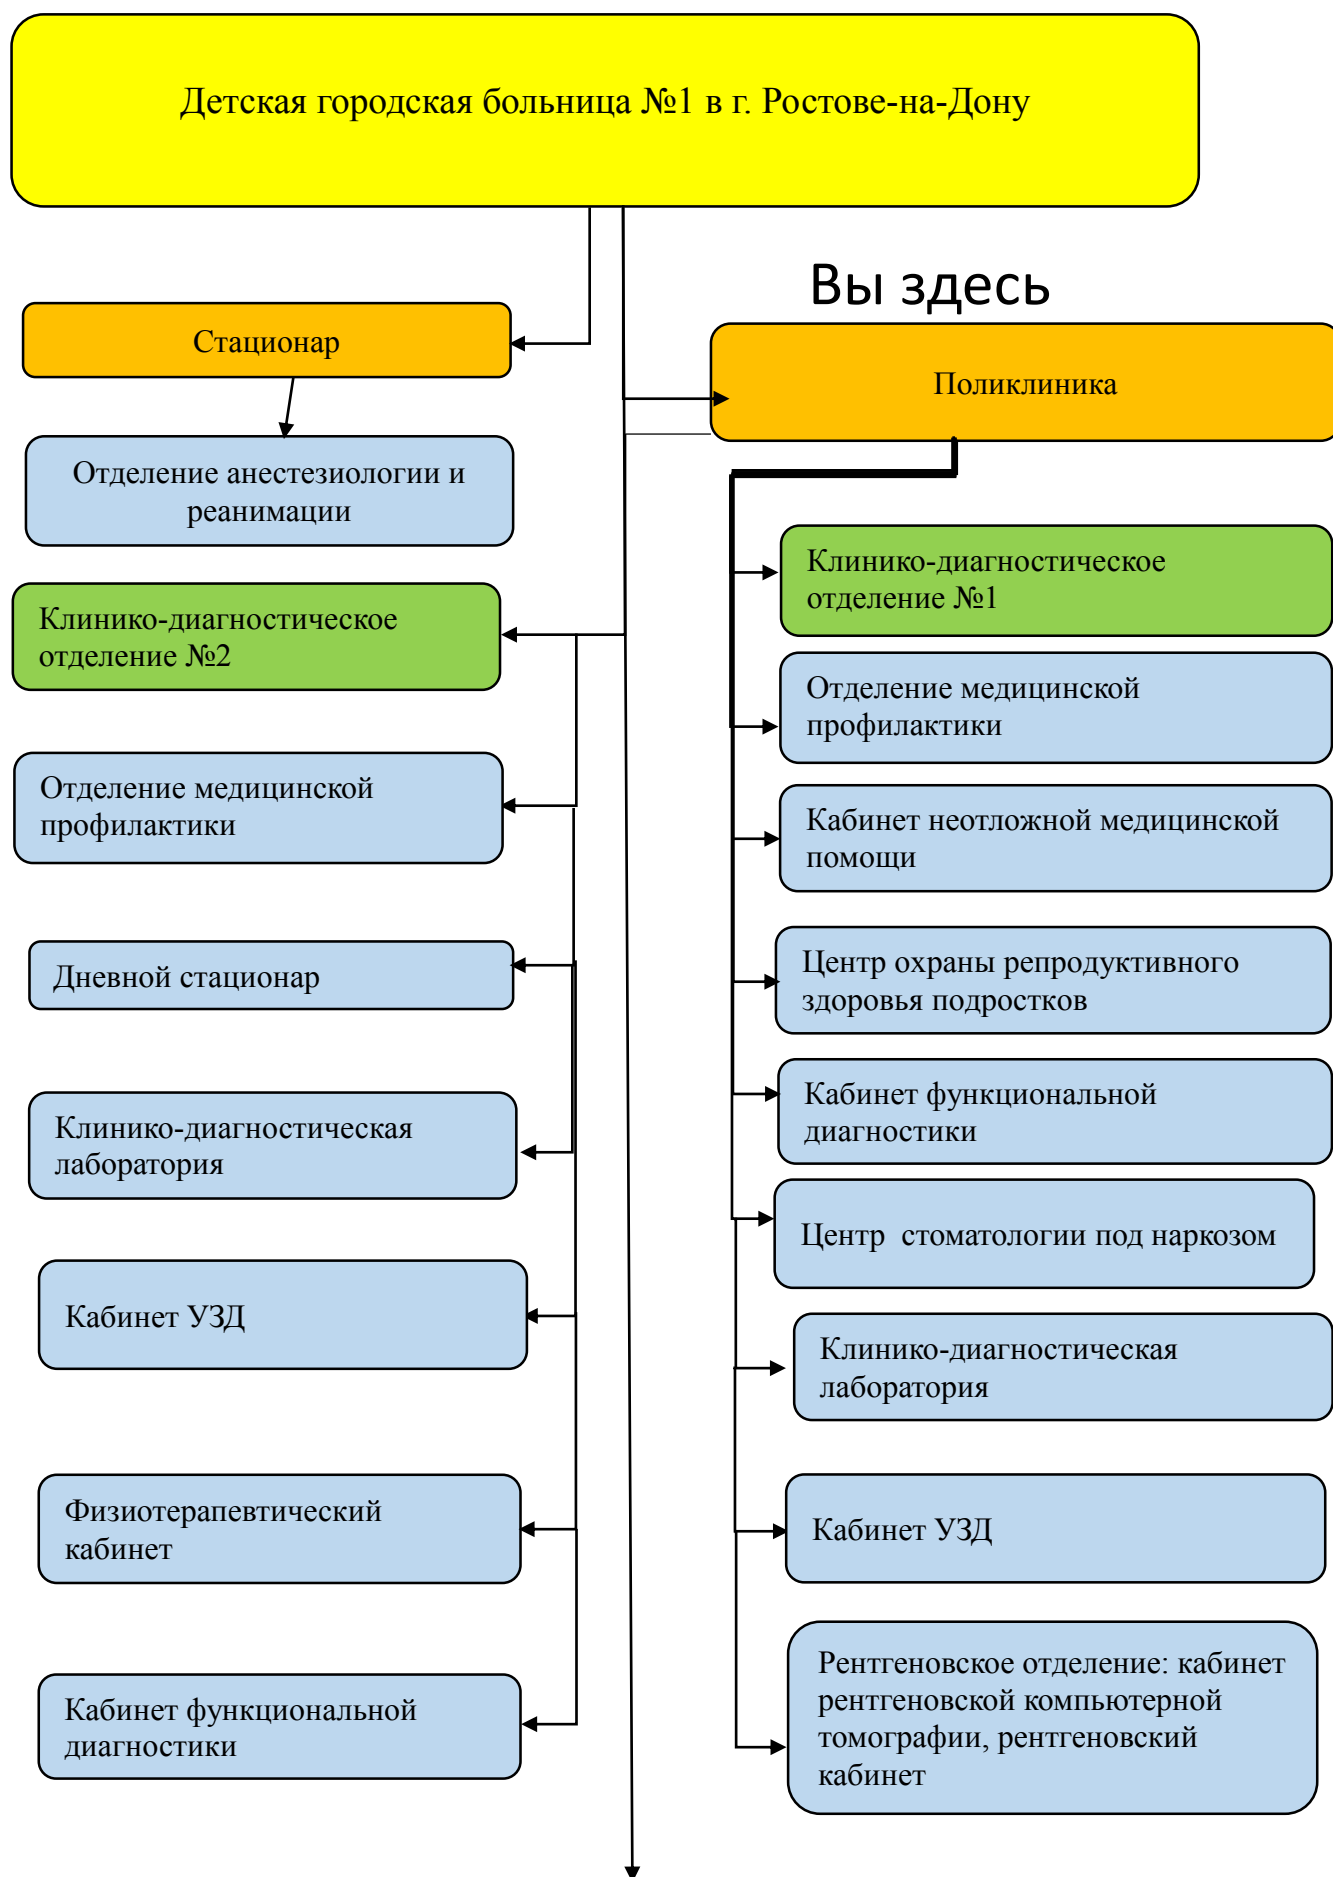 Детская городская больница №1 в г. Ростове-на-Дону
Вы здесь
Стационар
Поликлиника
Отделение анестезиологии и
реанимации
Клинико-диагностическое
отделение №2
Отделение медицинской
профилактики
Дневной стационар
Клинико-диагностическая
лаборатория
Кабинет УЗД
Физиотерапевтический
кабинет
Кабинет функциональной
диагностики
Клинико-диагностическое
отделение №1
Отделение медицинской
профилактики
Кабинет неотложной медицинской
помощи
Центр охраны репродуктивного
здоровья подростков
Кабинет функциональной
диагностики
Центр стоматологии под наркозом
Клинико-диагностическая
лаборатория
Кабинет УЗД
Рентгеновское отделение: кабинет
рентгеновской компьютерной
томографии, рентгеновский
кабинет